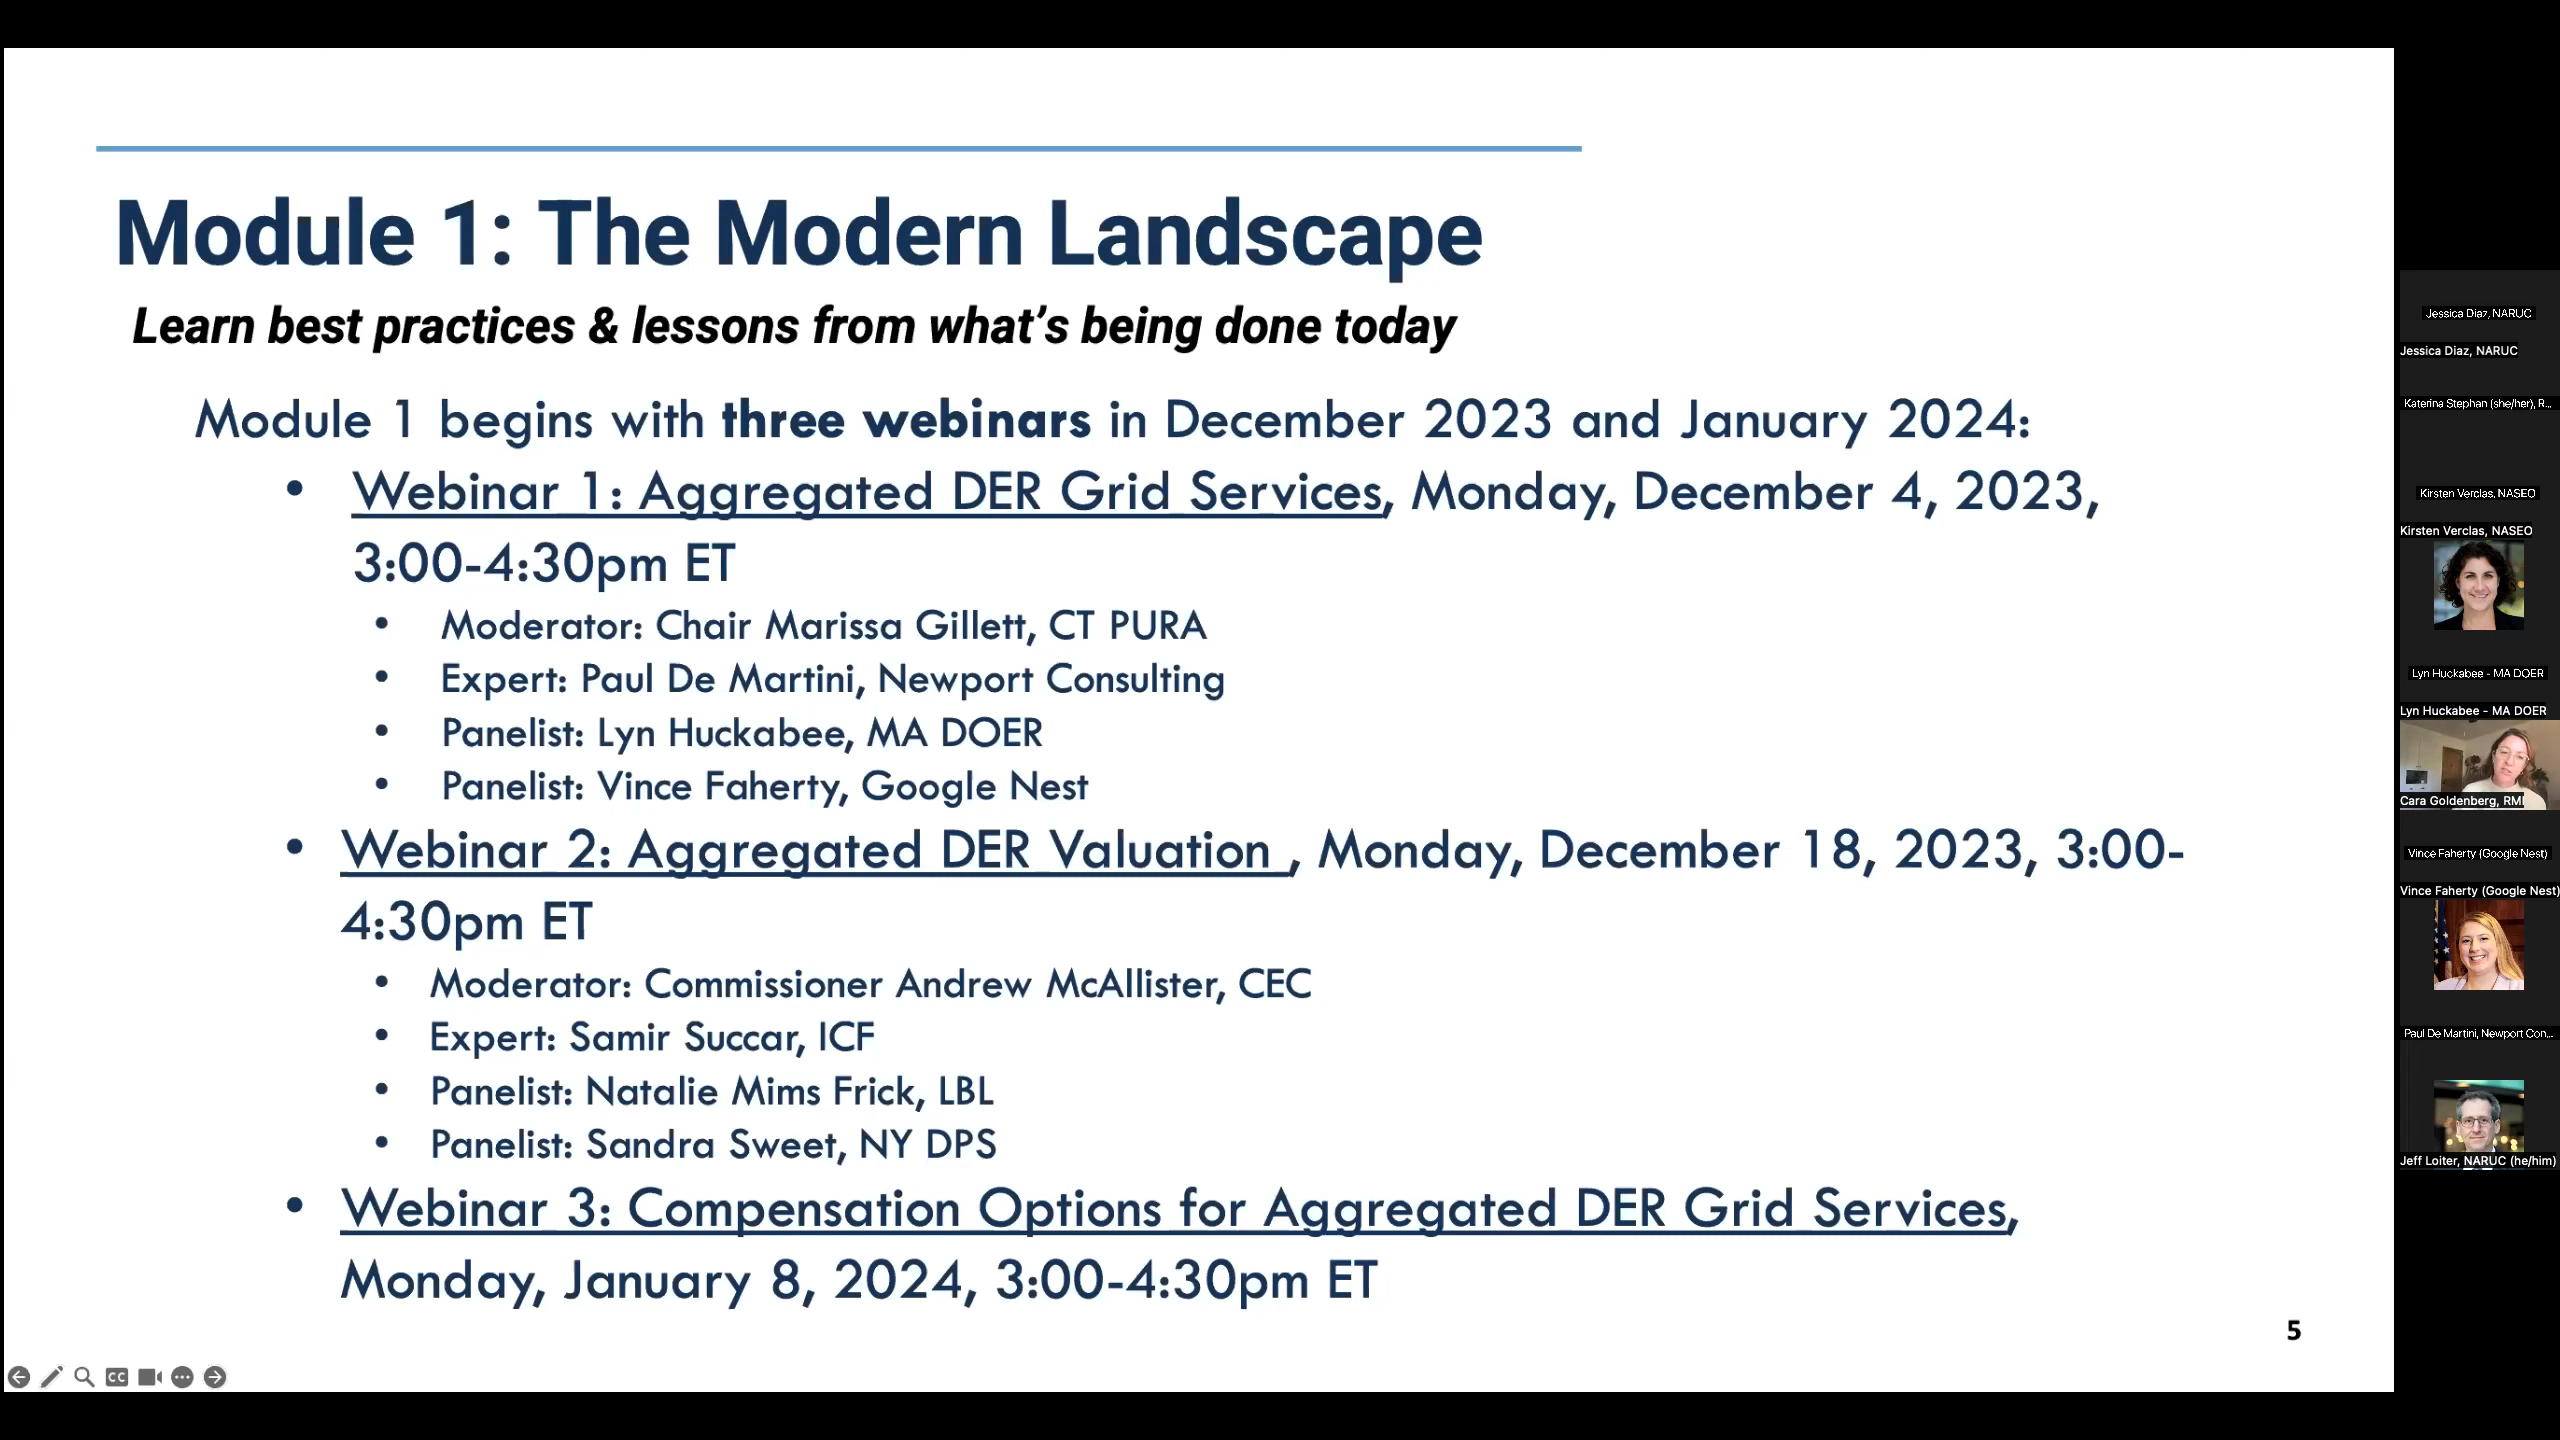 Module 1: The Modern Landscape
Learn best practices & lessons from what's being done today
Module 1 begins with three webinars in December 2023 and January 2024:
• Webinar 1: Aggregated DER Grid Services, Monday, December 4, 2023,
3:00-4:30pm ET
• Moderator: Chair Marissa Gillett, CT PURA
• Expert: Paul De Martini, Newport Consulting
• Panelist: Lyn Huckabee, MA DOER
• Panelist: Vince Faherty, Google Nest
• Webinar 2: Aggregated DER Valuation , Monday, December 18, 2023, 3:00-
4:30pm ET
• Moderator: Commissioner Andrew McAllister, CEC
• Expert: Samir Succar, ICF
• Panelist: Natalie Mims Frick, LBL
• Panelist: Sandra Sweet, NY DPS
• Webinar 3: Compensation Options for Aggregated DER Grid Services,
Monday, January 8, 2024, 3:00-4:30pm ET
5
CC
Jessica Diaz, NARUC
Jessica Diaz, NARUC
Katerina Stephan (she/her), R...
Kirsten Verclas, NASEO
Kirsten Verclas, NASEO
Lyn Huckabee - MA DOER
Lyn Huckabee - MA DOER
Cara Goldenberg, RMI
Vince Faherty (Google Nest)
Vince Faherty (Google Nest)
Paul De Martini, Newport Con...
Jeff Loiter, NARUC (he/him)